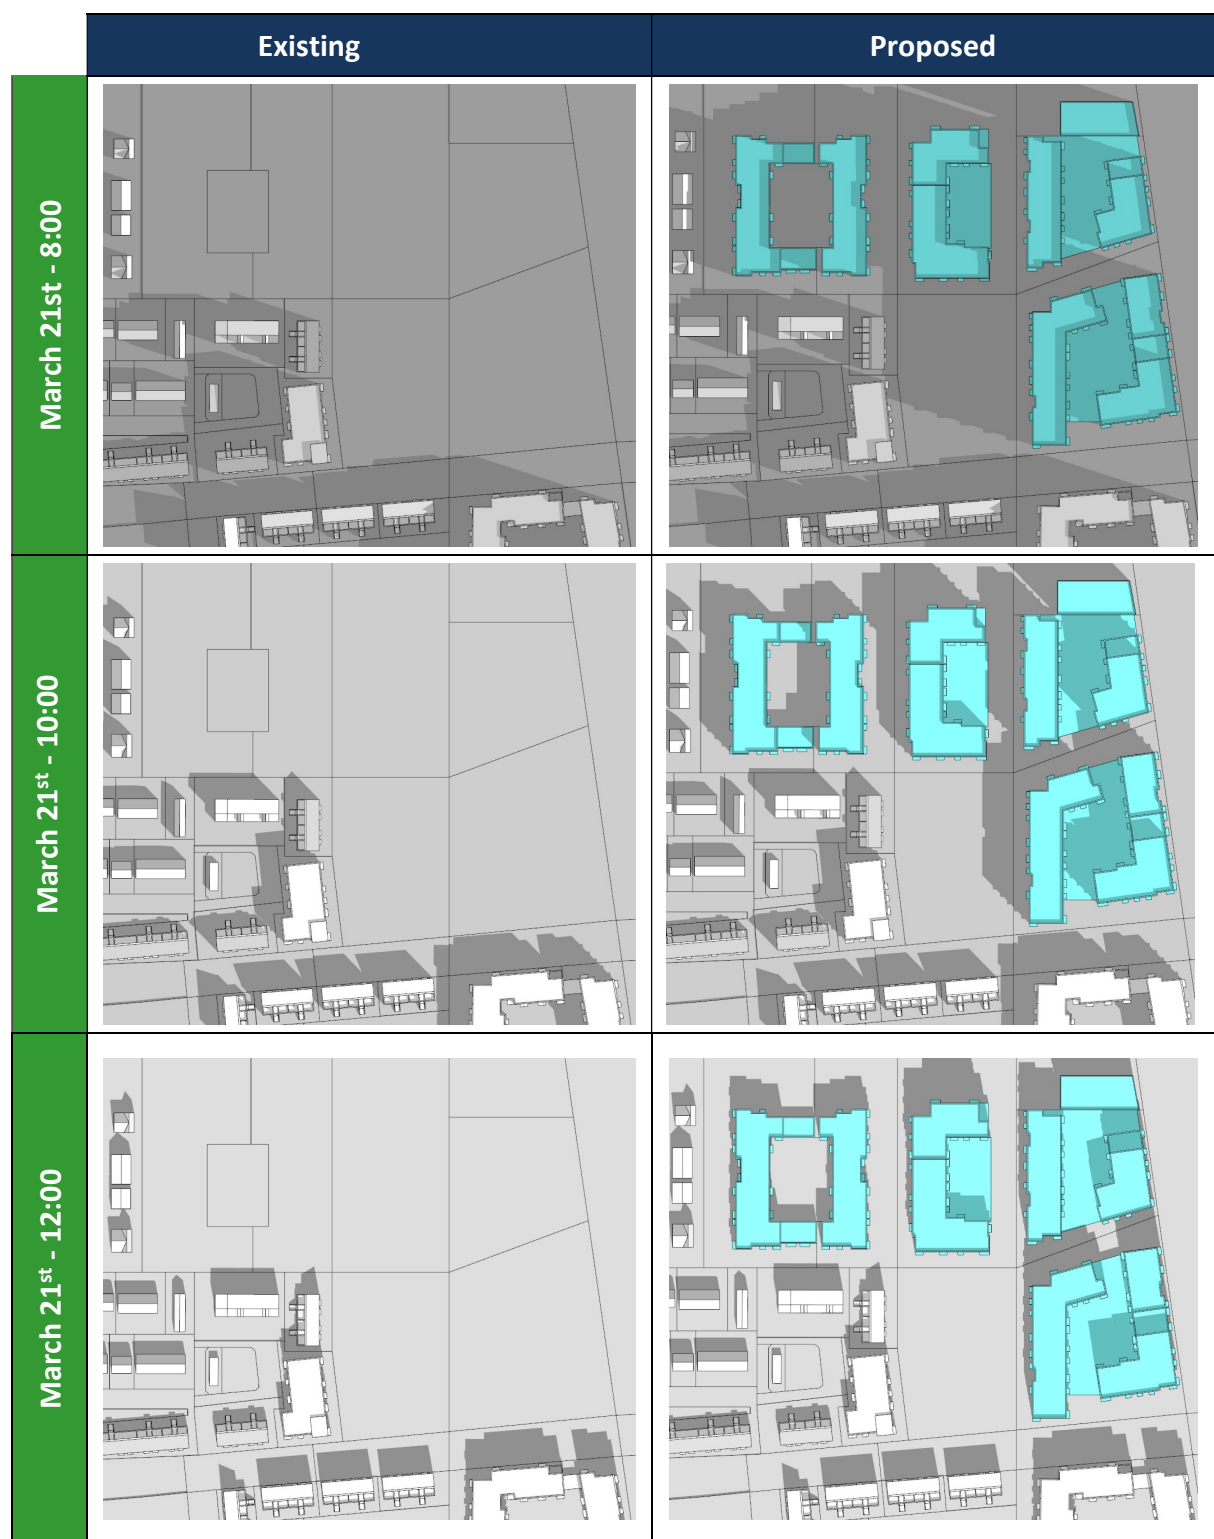 Existing
Proposed
March 21st - 8:00
March 21st - 10:00
March 21st - 12:00